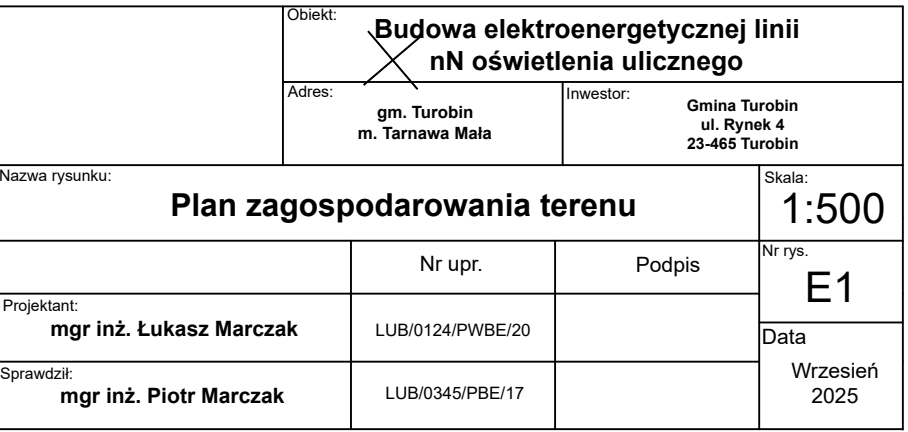 Obiekt:
Budowa elektroenergetycznej linii
nN oświetlenia ulicznego
Adres:
gm. Turobin
m. Tarnawa Mała
Inwestor:
Gmina Turobin
ul. Rynek 4
23-465 Turobin
Nazwa rysunku:
Plan zagospodarowania terenu
Skala:
1:500
Nr upr.
Podpis
Nr rys.
E1
Projektant:
mgr inż. Łukasz Marczak
LUB/0124/PWBE/20
Data
Wrzesień
2025
Sprawdził:
mgr inż. Piotr Marczak
LUB/0345/PBE/17